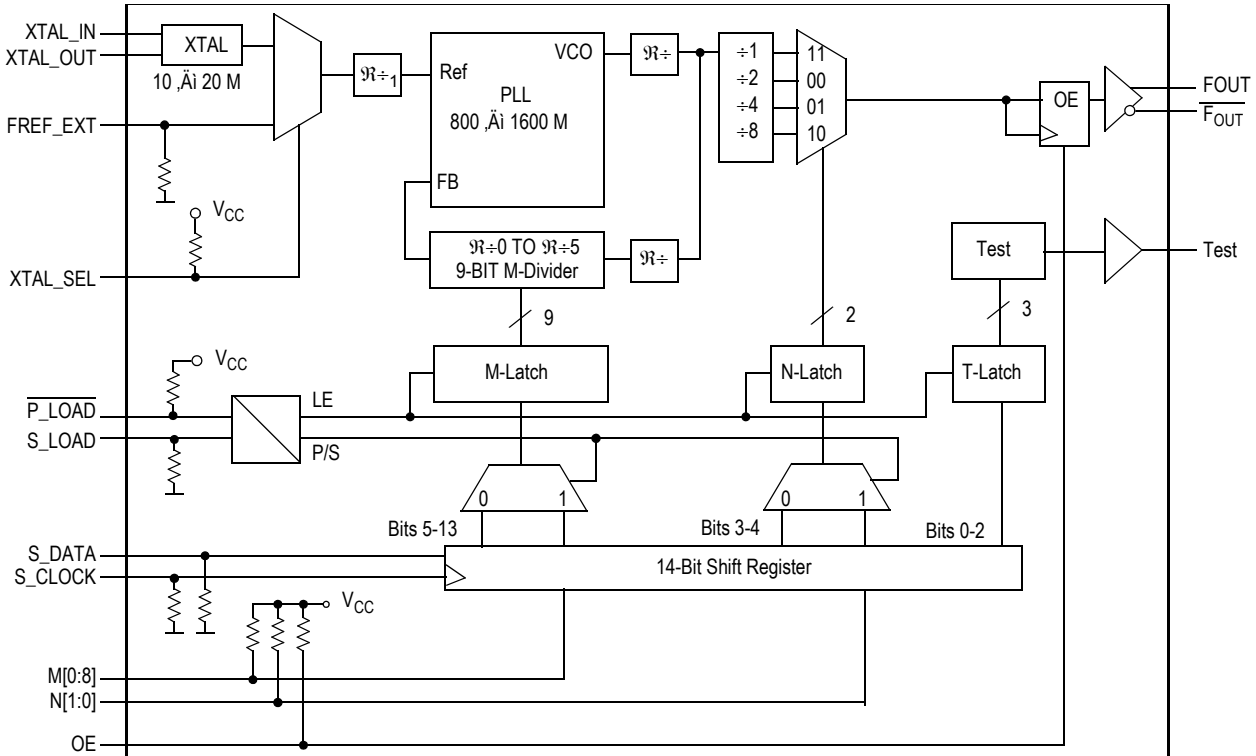 XTAL_IN
XTAL_OUT
XTAL
10 ‚Äì 20 M
FREF_EXT
VCC
XTAL_SEL
ℜ÷1
Ref
VCO
PLL
800 ‚Äì 1600 M
FB
ℜ÷
÷1
÷2
÷4
÷8
11
00
01
10
OE
FOUT
FOUT
ℜ÷0 TO ℜ÷5
9-BIT M-Divider
ℜ÷
Test
Test
9
2
3
VCC
M-Latch
N-Latch
T-Latch
P_LOAD
LE
S_LOAD
P/S
0
1
0
1
Bits 5-13
Bits 3-4
Bits 0-2
S_DATA
S_CLOCK
14-Bit Shift Register
VCC
M[0:8]
N[1:0]
OE